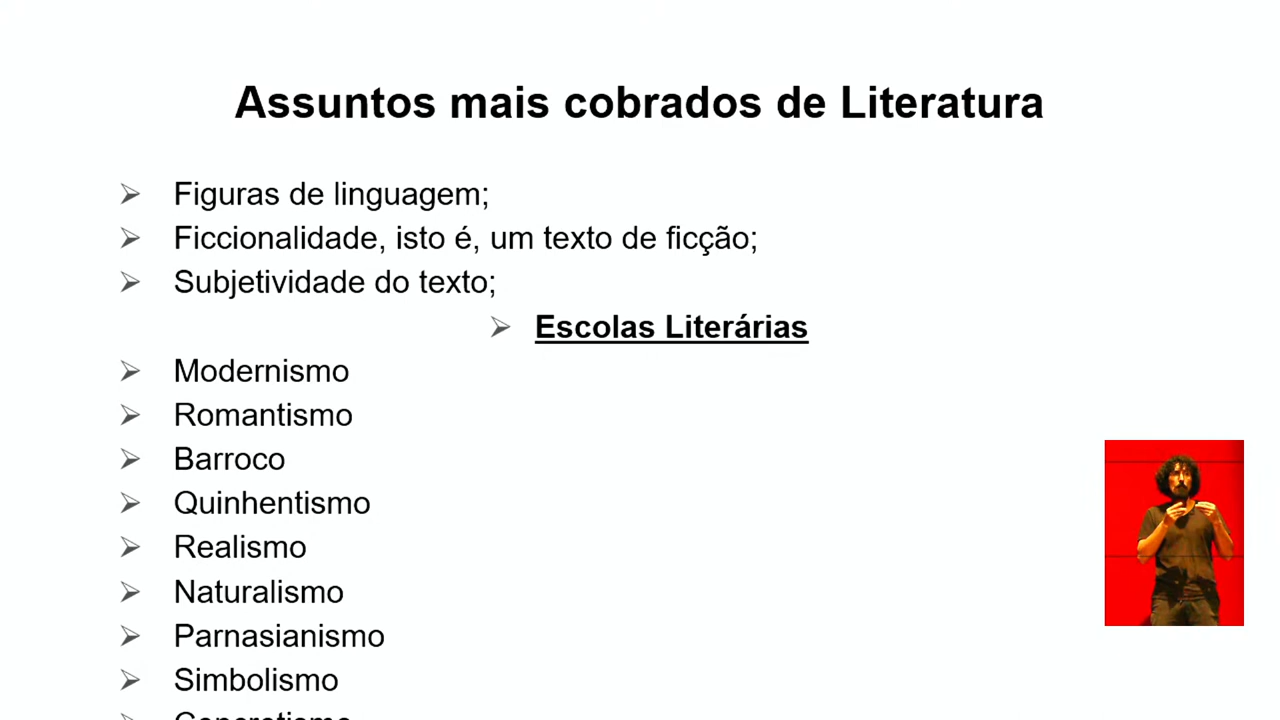 Assuntos mais cobrados de Literatura
Figuras de linguagem;
Ficcionalidade, isto é, um texto de ficção;
Subjetividade do texto;
Escolas Literárias
Modernismo
Romantismo
Barroco
Quinhentismo
Realismo
Naturalismo
Parnasianismo
Simbolismo
Concretismo